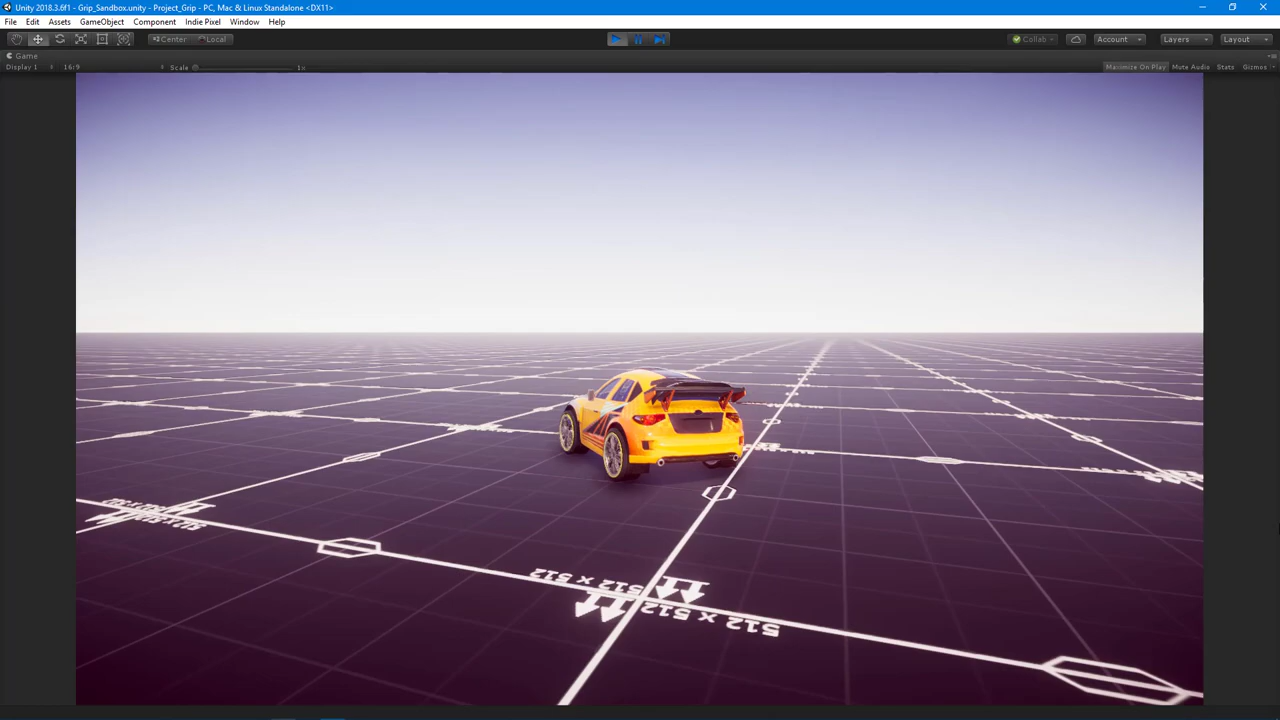 Unity 2018.3.6f1 - Grip_Sandbox.unity - Project_Grip - PC, Mac & Linux Standalone <DX11>
File Edit Assets GameObject Component Indie Pixel Window Help
Center Local Collab Account Layers Layout
Game
Display 1 16:9 Scale 1x Maximize On Play Mute Audio Stats Gizmos
512 x 512
512 x 512